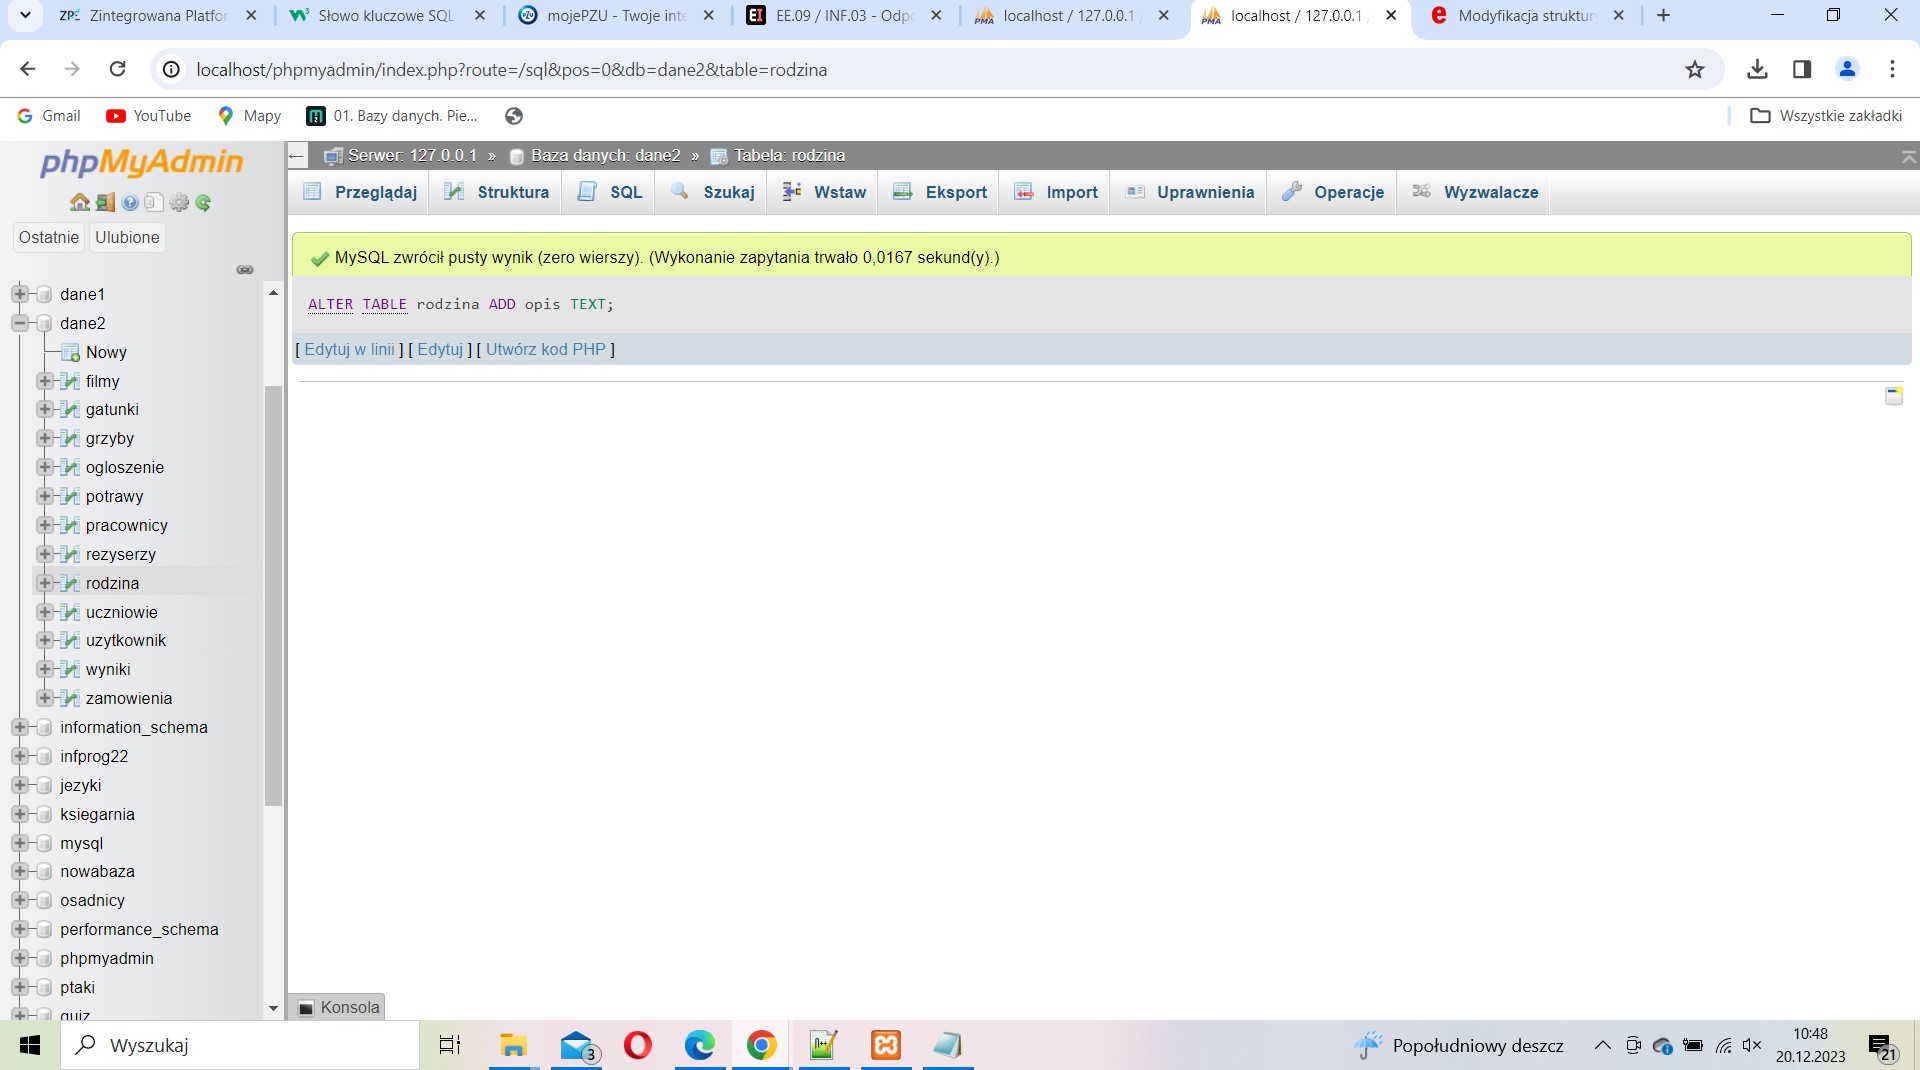 Zintegrowana Platfor
Słowo kluczowe SQL
mojePZU - Twoje inte
EE.09 / INF.03 - Odpo
localhost / 127.0.0.1
localhost / 127.0.0.1
Modyfikacja struktur
localhost/phpmyadmin/index.php?route=/sql&pos=0&db=dane2&table=rodzina
Gmail
YouTube
Mapy
01. Bazy danych. Pie...
Wszystkie zakładki
phpMyAdmin
Ostatnie
Ulubione
dane1
dane2
Nowy
filmy
gatunki
grzyby
ogloszenie
potrawy
pracownicy
rezyserzy
rodzina
uczniowie
uzytkownik
wyniki
zamowienia
information_schema
infprog22
jezyki
ksiegarnia
mysql
nowabaza
osadnicy
performance_schema
phpmyadmin
ptaki
quiz
Serwer: 127.0.0.1 » Baza danych: dane2 » Tabela: rodzina
Przeglądaj
Struktura
SQL
Szukaj
Wstaw
Eksport
Import
Uprawnienia
Operacje
Wyzwalacze
MySQL zwrócił pusty wynik (zero wierszy). (Wykonanie zapytania trwało 0,0167 sekund(y).)
ALTER TABLE rodzina ADD opis TEXT;
[ Edytuj w linii ] [ Edytuj ] [ Utwórz kod PHP ]
Konsola
Wyszukaj
3
Popołudniowy deszcz
10:48
20.12.2023
21